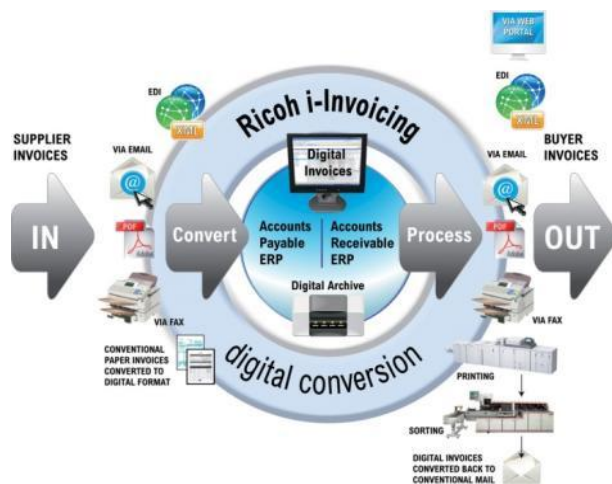 VIA WEB
PORTAL
EDI
XML
Ricoh i-Invoicing
EDI
XML
SUPPLIER
INVOICES
VIA EMAIL
@
Digital
Invoices
VIA EMAIL
@
BUYER
INVOICES
IN
PDF
Convert
Accounts
Payable
ERP
Accounts
Receivable
ERP
Process
PDF
OUT
Digital Archive
VIA FAX
VIA FAX
CONVENTIONAL
PAPER INVOICES
CONVERTED TO
DIGITAL FORMAT
digital conversion
PRINTING
SORTING
DIGITAL INVOICES
CONVERTED BACK TO
CONVENTIONAL MAIL